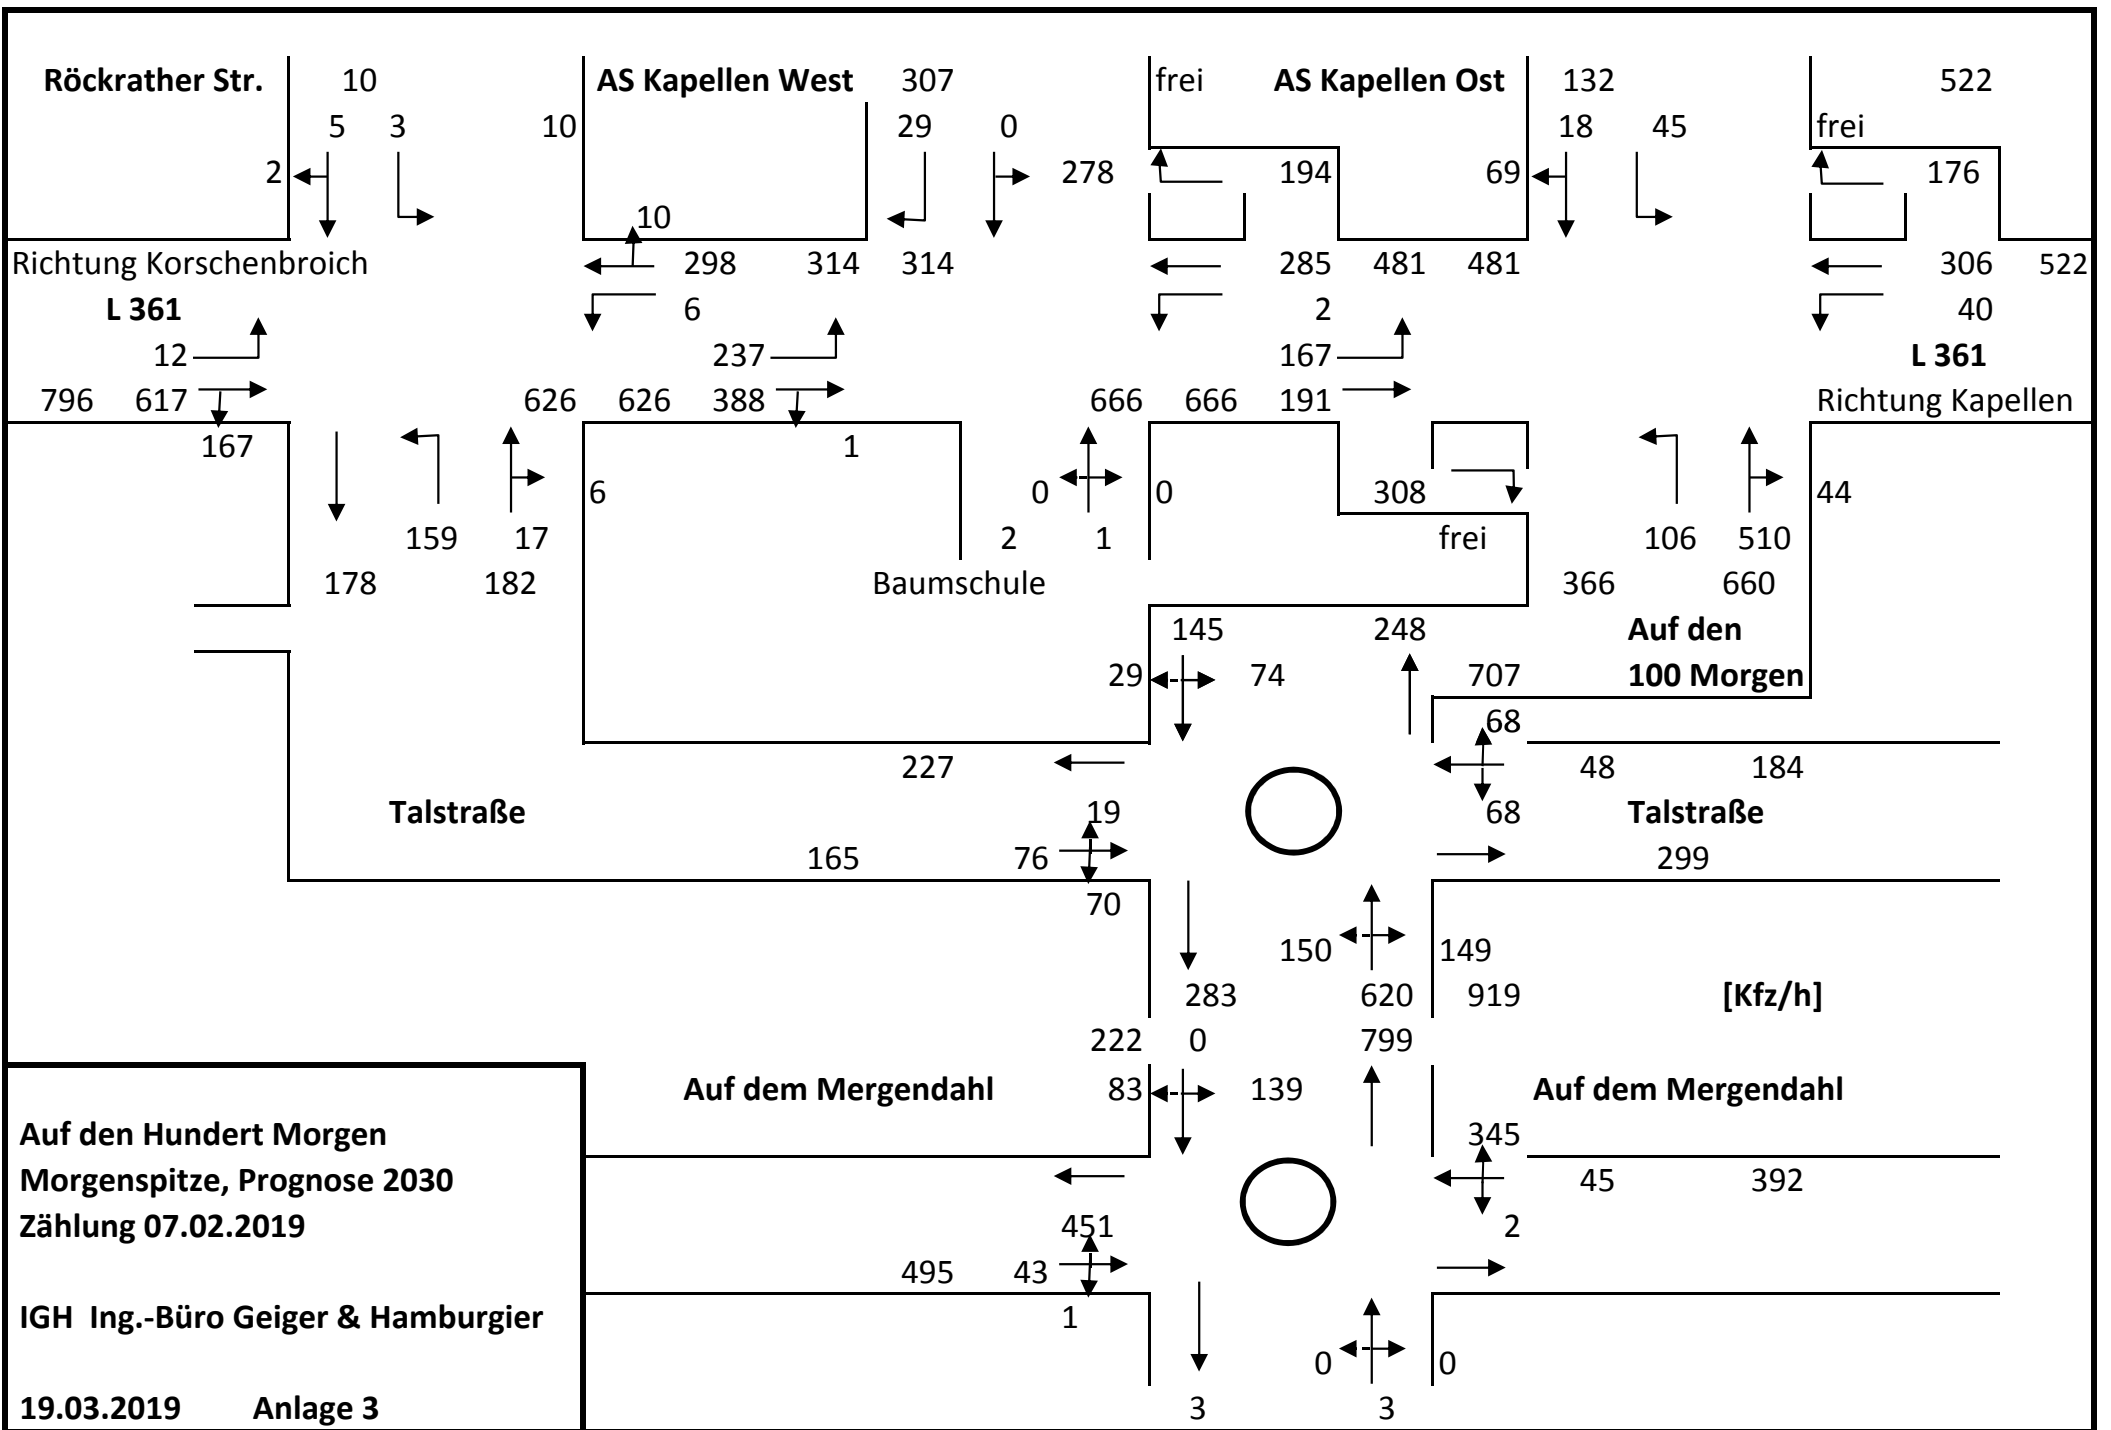 Röckrather Str. 10 AS Kapellen West 307 frei AS Kapellen Ost 132 522
5 3 10 29 0 18 45 frei
2 278 194 69 176
10
Richtung Korschenbroich 298 314 314 285 481 481 306 522
L 361 6 2 40
12 237 167 L 361
796 617 626 626 388 666 666 191 Richtung Kapellen
167 1
6 0 0 308 44
159 17 2 1 frei 106 510
178 182 Baumschule 366 660
145 248 Auf den
29 74 707 100 Morgen
68
227 48 184
Talstraße 19 68 Talstraße
165 76 299
70
150 149
283 620 919 [Kfz/h]
222 0 799
Auf dem Mergendahl 83 139 Auf dem Mergendahl
Auf den Hundert Morgen 345
Morgenspitze, Prognose 2030 45 392
Zählung 07.02.2019 451 2
495 43
IGH Ing.-Büro Geiger & Hamburgier 1
0 0
19.03.2019 Anlage 3 3 3